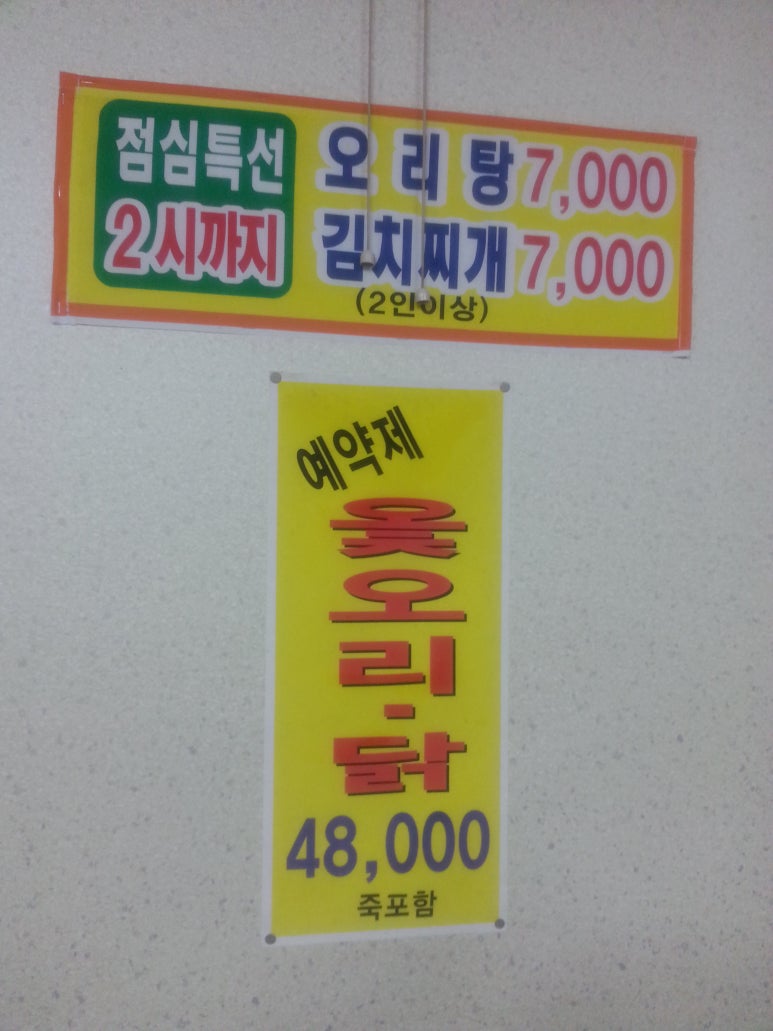 점심특선
2시까지
오리탕 7,000
김치찌개 7,000
(2인이상)
예약제
옻오리·닭
48,000
죽포함